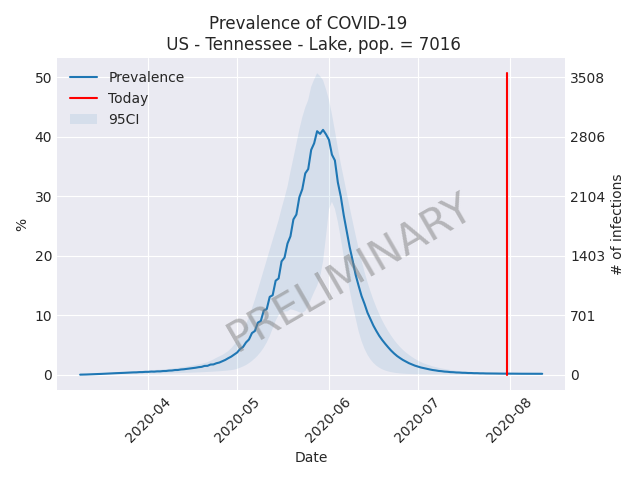 Prevalence of COVID-19
US - Tennessee - Lake, pop. = 7016
Prevalence
Today
95CI
50
40
30
20
10
0
%
3508
2806
2104
1403
701
0
# of infections
PRELIMINARY
2020-04
2020-05
2020-06
2020-07
2020-08
Date